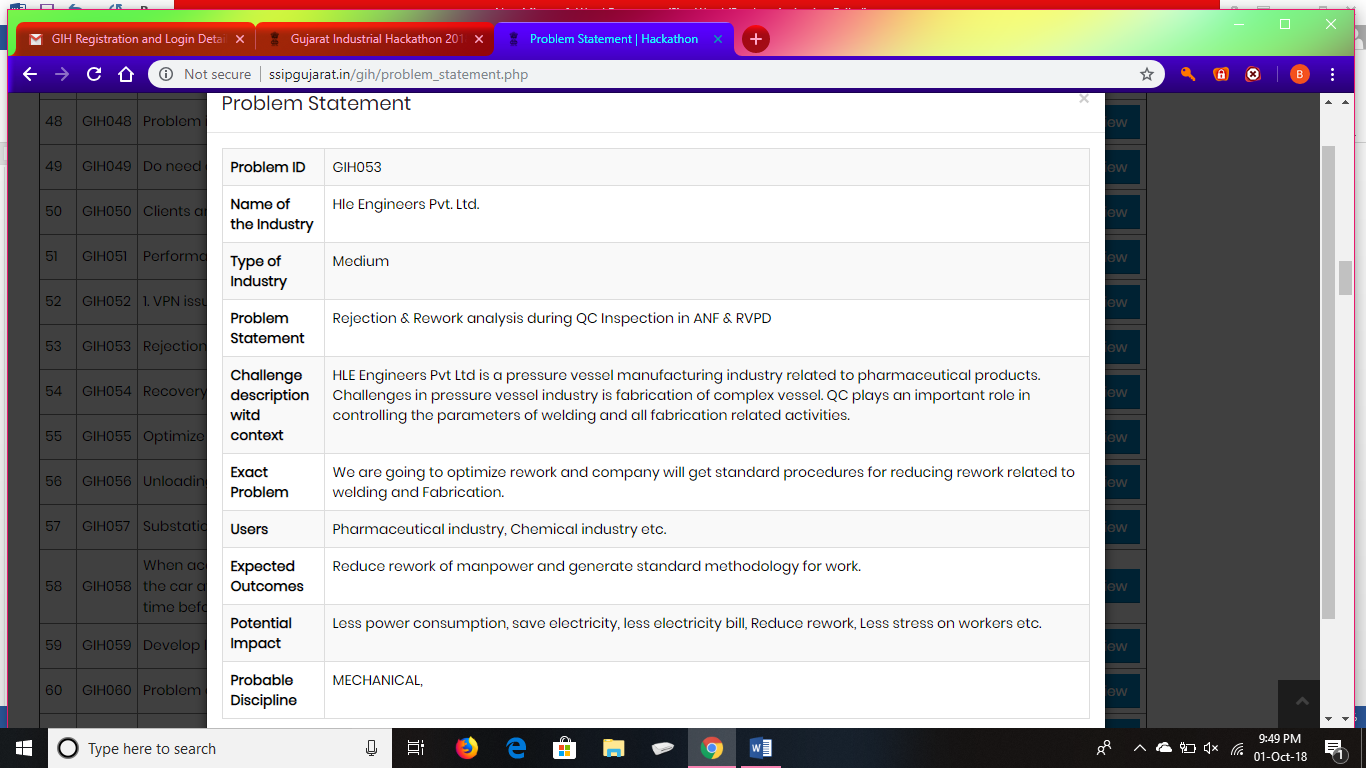 GIH Registration and Login Deta
Gujarat Industrial Hackathon 201
Problem Statement | Hackathon
Not secure
ssipgujarat.in/gih/problem_statement.php
B
Problem Statement
×
48 GIH048 Problem
49 GIH049 Do need
50 GIH050 Clients
51 GIH051 Performa
52 GIH052 1. VPN issu
53 GIH053 Rejection
54 GIH054 Recovery
55 GIH055 Optimize
56 GIH056 Unloadin
57 GIH057 Substatio
58 GIH058 When acc
the car a
time befo
59 GIH059 Develop
60 GIH060 Problem
Problem ID GIH053
Name of
the Industry
Hle Engineers Pvt. Ltd.
Type of
Industry
Medium
Problem
Statement
Rejection & Rework analysis during QC Inspection in ANF & RVPD
Challenge
description
witd
context
HLE Engineers Pvt Ltd is a pressure vessel manufacturing industry related to pharmaceutical products.
Challenges in pressure vessel industry is fabrication of complex vessel. QC plays an important role in
controlling the parameters of welding and all fabrication related activities.
Exact
Problem
We are going to optimize rework and company will get standard procedures for reducing rework related to
welding and Fabrication.
Users Pharmaceutical industry, Chemical industry etc.
Expected
Outcomes
Reduce rework of manpower and generate standard methodology for work.
Potential
Impact
Less power consumption, save electricity, less electricity bill, Reduce rework, Less stress on workers etc.
Probable
Discipline
MECHANICAL,
Type here to search
9:49 PM
01-Oct-18
1